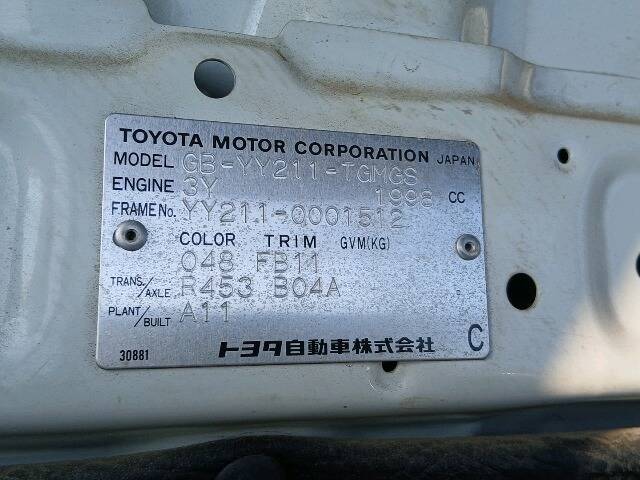 TOYOTA MOTOR CORPORATION JAPAN
MODEL GB-YY211-TGMGS
ENGINE 3Y 1998 CC
FRAME No. YY211-0001512
COLOR TRIM GVM(KG)
048 FB11
TRANS./AXLE R453 B04A
PLANT/BUILT A11
30881 トヨタ自動車株式会社 C